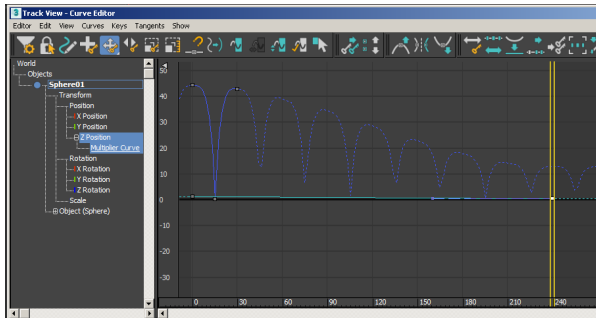 Track View - Curve Editor
Editor Edit View Curves Keys Tangents Show
World
Objects
Sphere01
Transform
Position
X Position
Y Position
Z Position
Multiplier Curve
Rotation
X Rotation
Y Rotation
Z Rotation
Scale
Object (Sphere)
50
40
30
20
10
0
-10
-20
-30
0 30 60 90 120 150 180 210 240